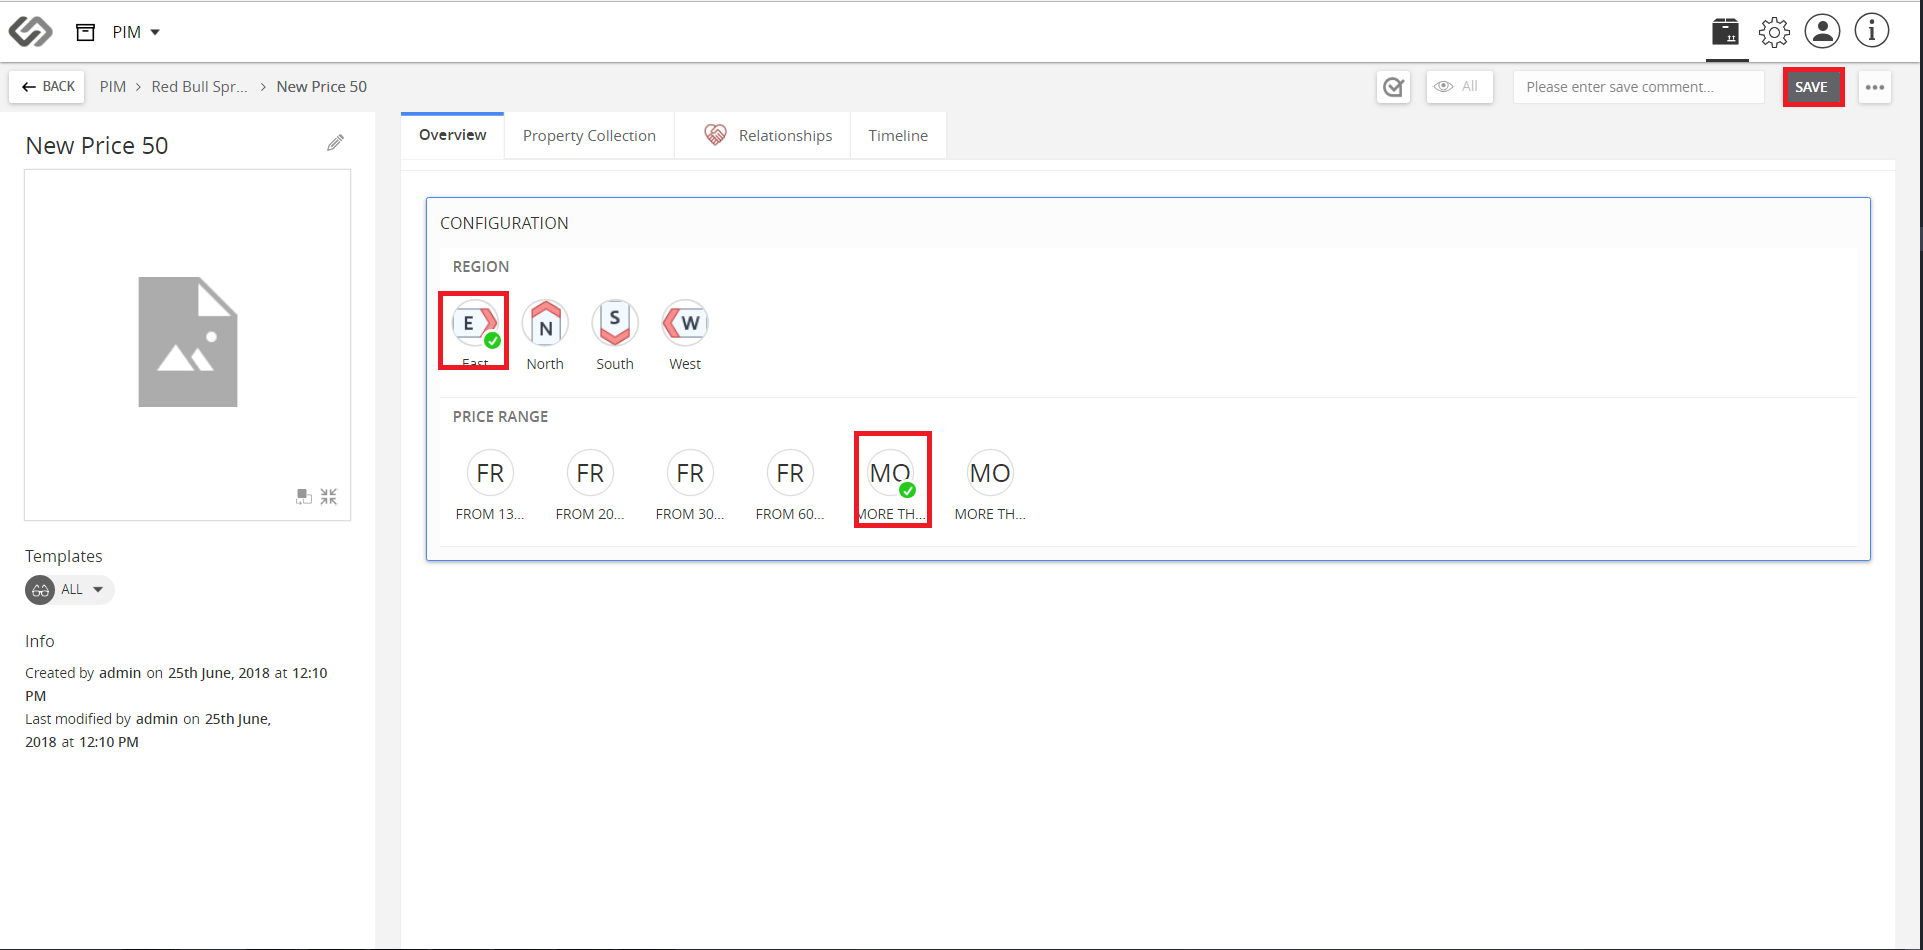 PIM
BACK PIM > Red Bull Spr... > New Price 50
All
Please enter save comment...
SAVE
New Price 50
Overview
Property Collection
Relationships
Timeline
CONFIGURATION
REGION
E
N
S
W
East
North
South
West
PRICE RANGE
FR
FR
FR
FR
MO
MO
FROM 13...
FROM 20...
FROM 30...
FROM 60...
MORE TH...
MORE TH...
Templates
ALL
Info
Created by admin on 25th June, 2018 at 12:10
PM
Last modified by admin on 25th June,
2018 at 12:10 PM